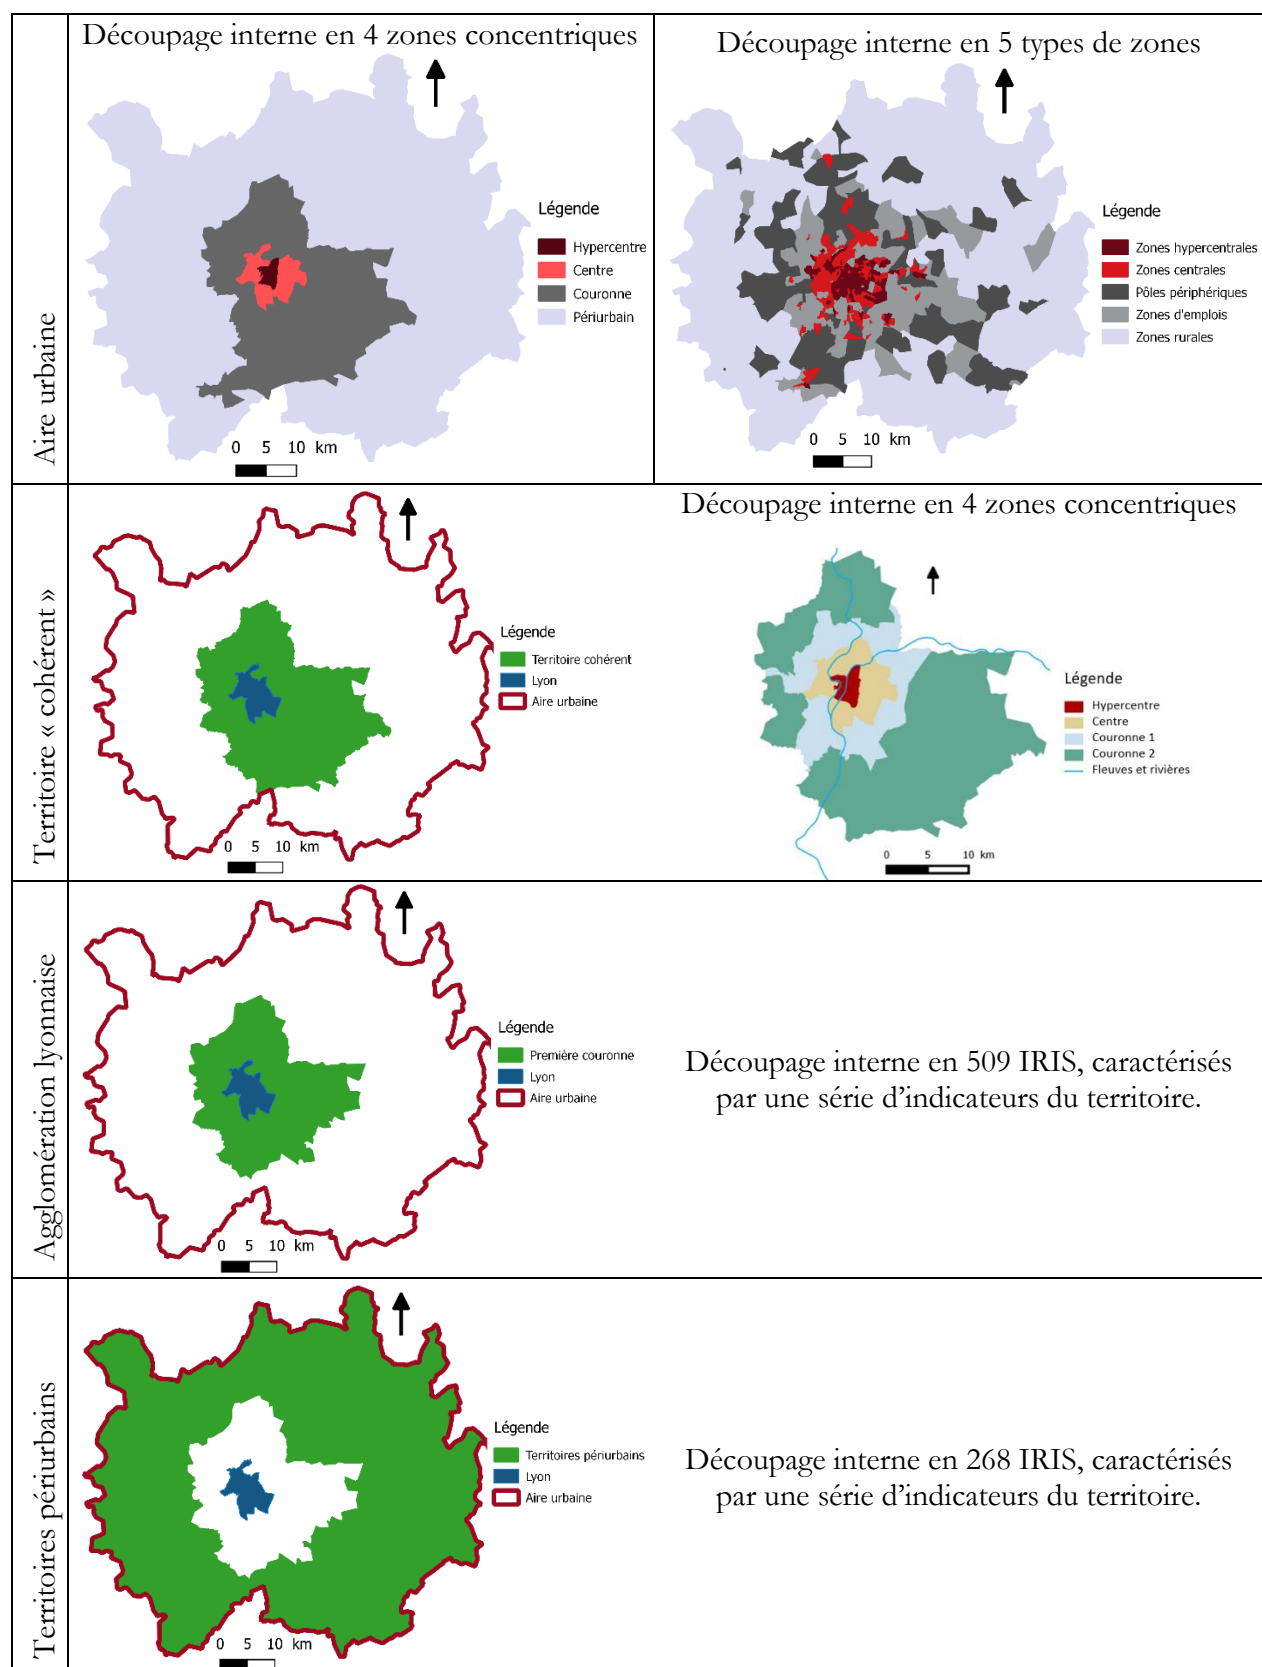 Aire urbaine
Découpage interne en 4 zones concentriques
Légende
Hypercentre
Centre
Couronne
Périurbain
0 5 10 km
Découpage interne en 5 types de zones
Légende
Zones hypercentrales
Zones centrales
Pôles périphériques
Zones d'emplois
Zones rurales
0 5 10 km
Territoire « cohérent »
Légende
Territoire cohérent
Lyon
Aire urbaine
0 5 10 km
Découpage interne en 4 zones concentriques
Légende
Hypercentre
Centre
Couronne 1
Couronne 2
Fleuves et rivières
0 5 10 km
Agglomération lyonnaise
Légende
Première couronne
Lyon
Aire urbaine
0 5 10 km
Découpage interne en 509 IRIS, caractérisés
par une série d’indicateurs du territoire.
Territoires périurbains
Légende
Territoires périurbains
Lyon
Aire urbaine
0 5 10 km
Découpage interne en 268 IRIS, caractérisés
par une série d’indicateurs du territoire.